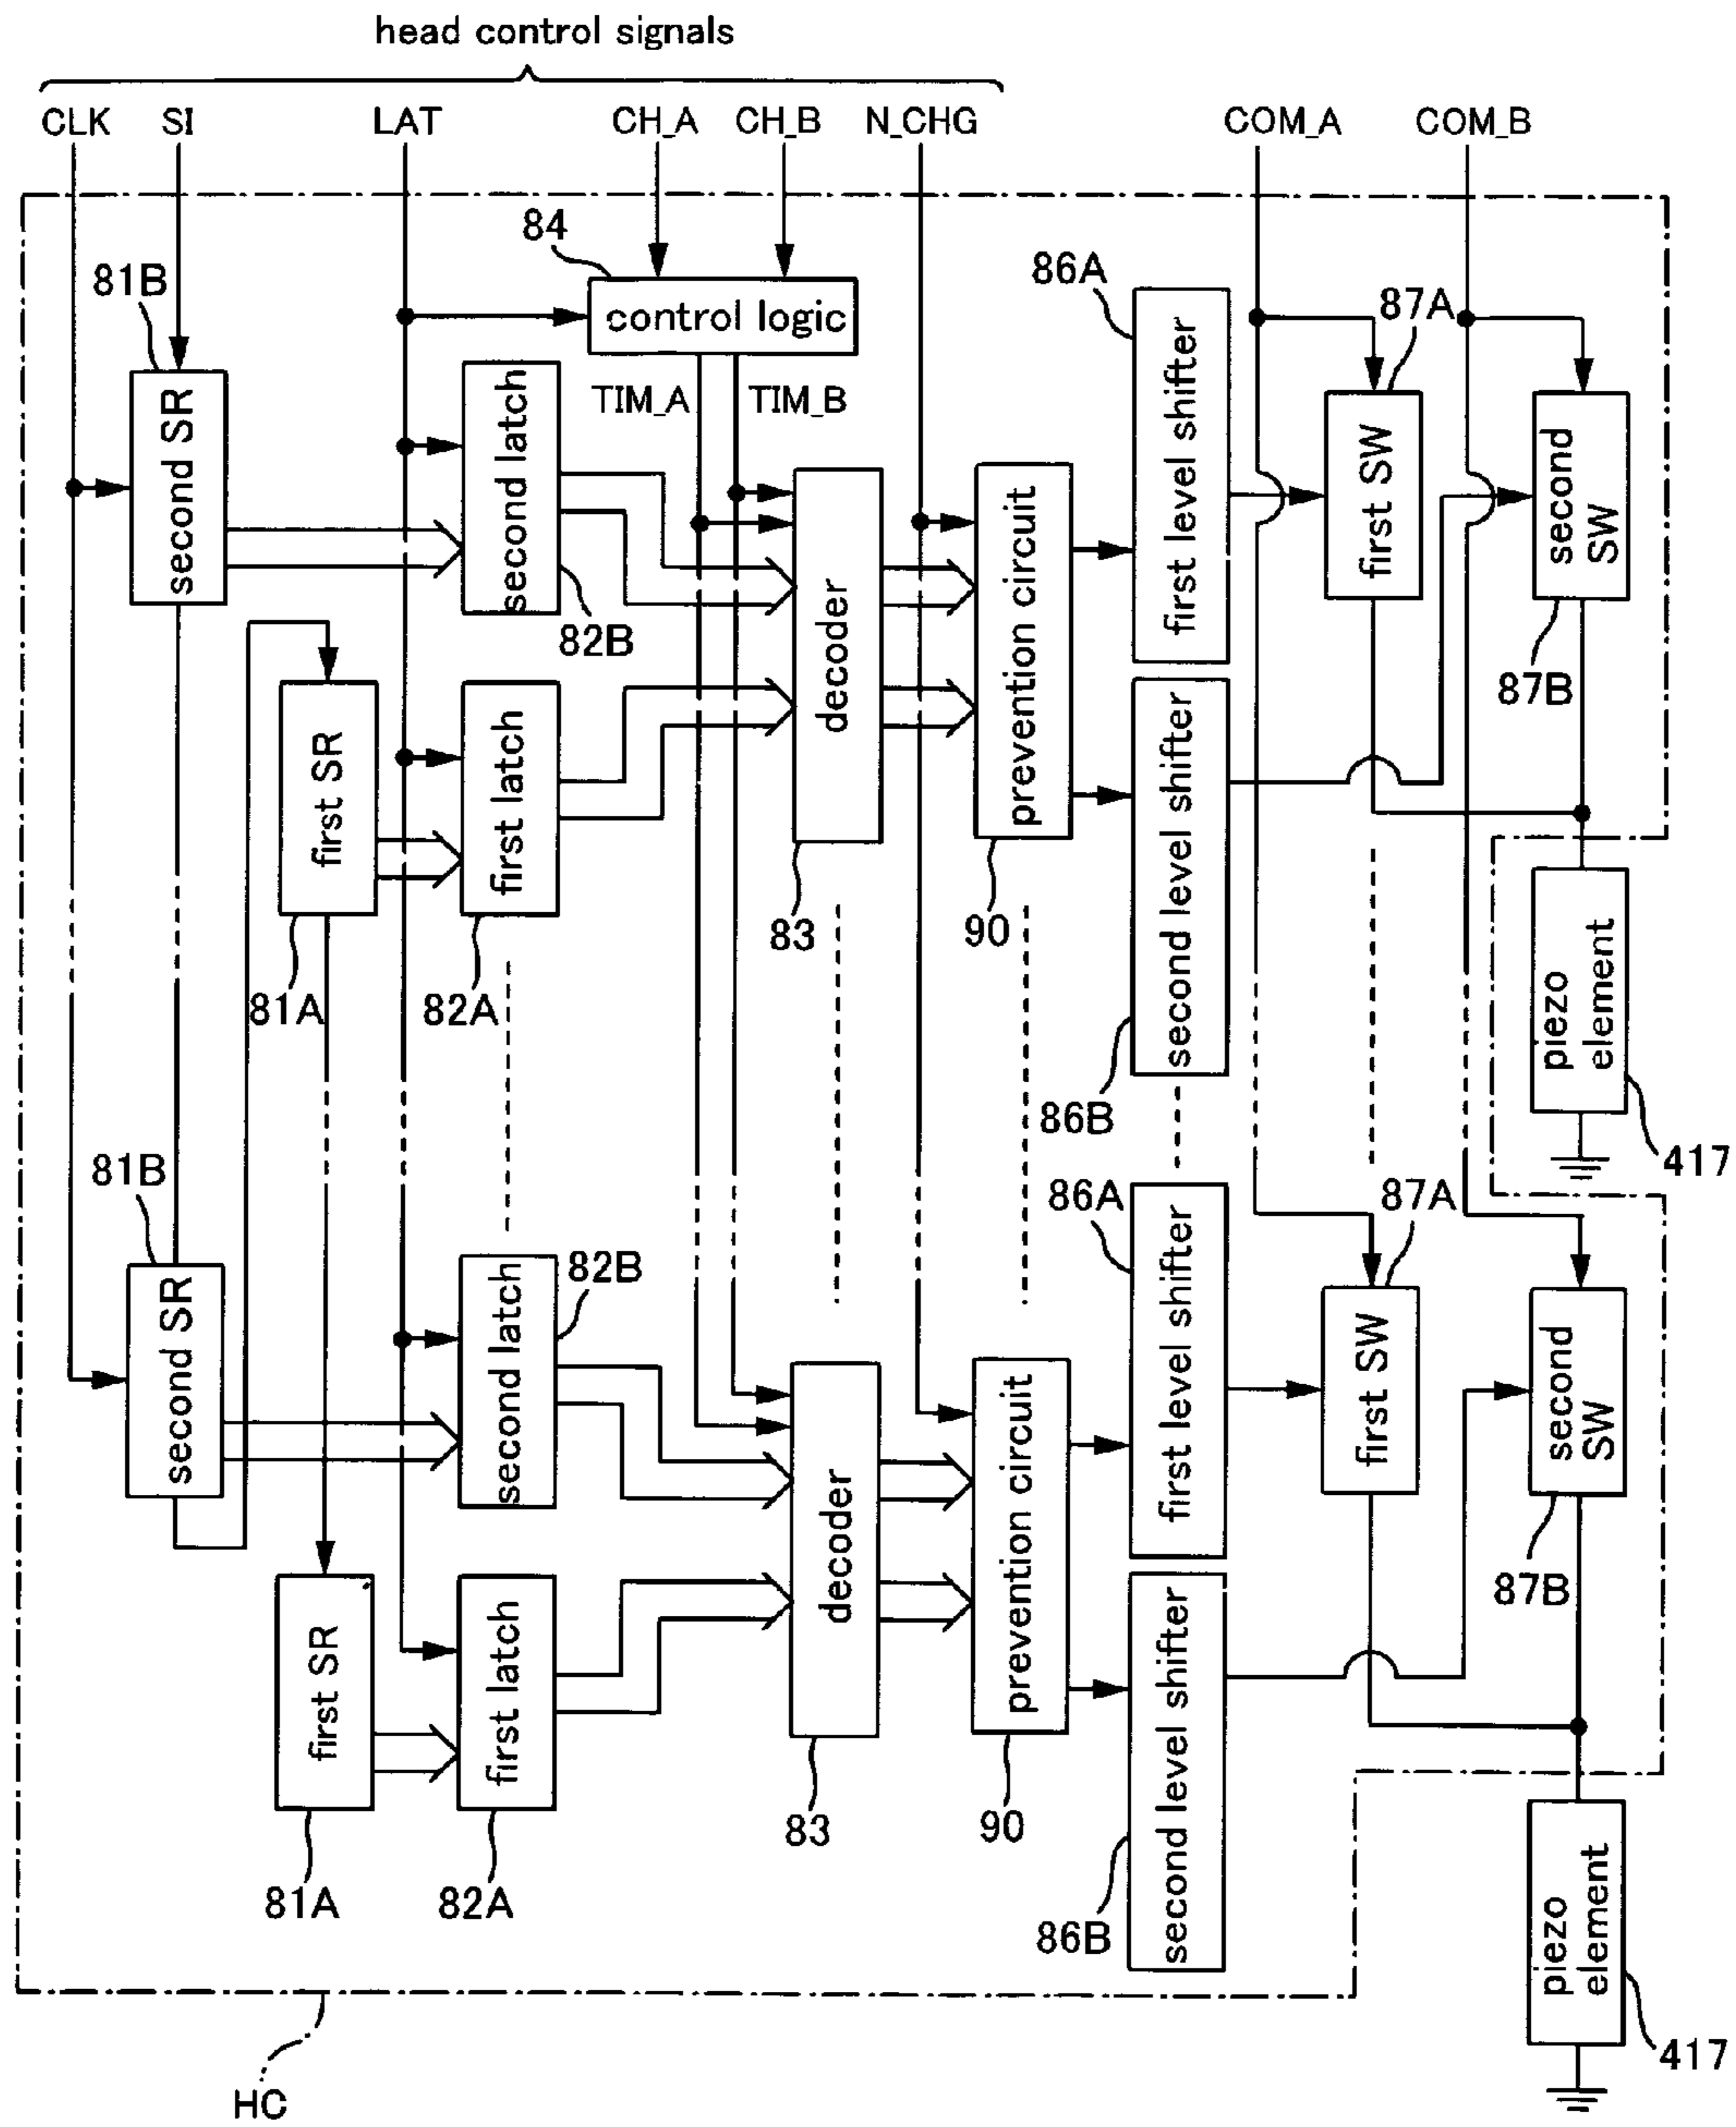 head control signals
CLK SI LAT CH_A CH_B N_CHG COM_A COM_B
84
control logic
81B
second SR
second latch
82B
TIM_A TIM_B
86A
first level shifter
87A
first SW
second
SW
87B
first SR
81A
first latch
82A
decoder
83
prevention circuit
90
second level shifter
86B
piezo
element
417
81B
second SR
82B
second latch
86A
first level shifter
87A
first SW
second
SW
87B
first SR
81A
first latch
82A
decoder
83
prevention circuit
90
second level shifter
86B
piezo
element
417
HC